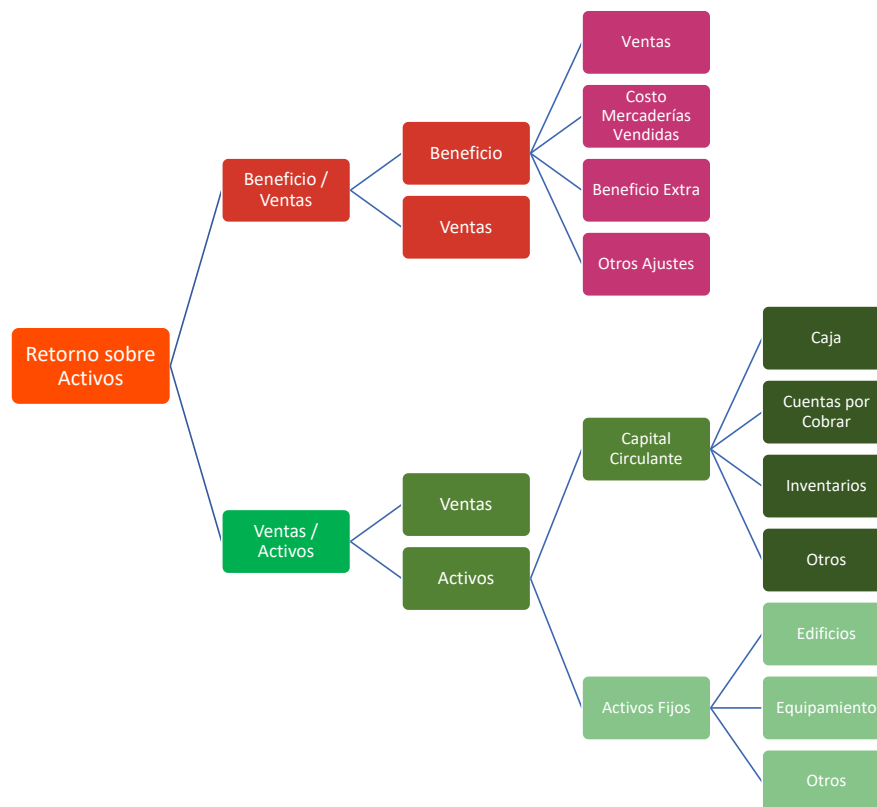 Ventas
Costo
Mercaderías
Vendidas
Beneficio
Beneficio /
Ventas
Beneficio Extra
Ventas
Otros Ajustes
Caja
Retorno sobre
Activos
Cuentas por
Cobrar
Capital
Circulante
Inventarios
Ventas
Ventas /
Activos
Otros
Activos
Edificios
Activos Fijos
Equipamiento
Otros